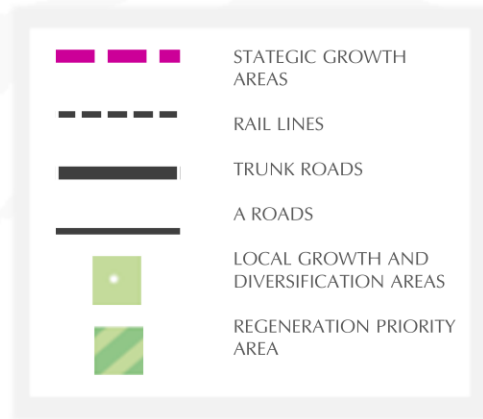 STATEGIC GROWTH
AREAS
RAIL LINES
TRUNK ROADS
A ROADS
LOCAL GROWTH AND
DIVERSIFICATION AREAS
REGENERATION PRIORITY
AREA